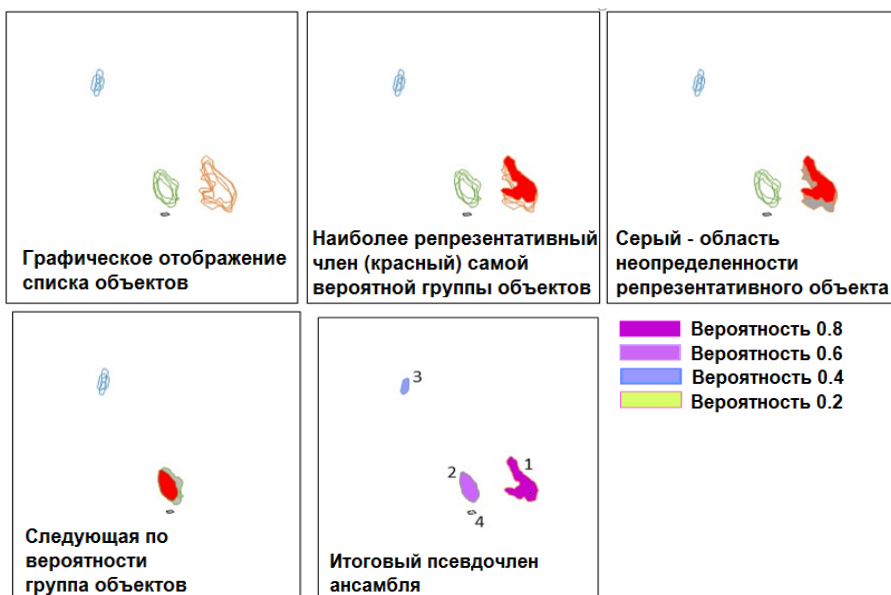 Графическое отображение
списка объектов
Наиболее репрезентативный
член (красный) самой
вероятной группы объектов
Серый - область
неопределенности
репрезентативного объекта
Следующая по
вероятности
группа объектов
3
2
1
4
Итоговый псевдочлен
ансамбля
Вероятность 0.8
Вероятность 0.6
Вероятность 0.4
Вероятность 0.2